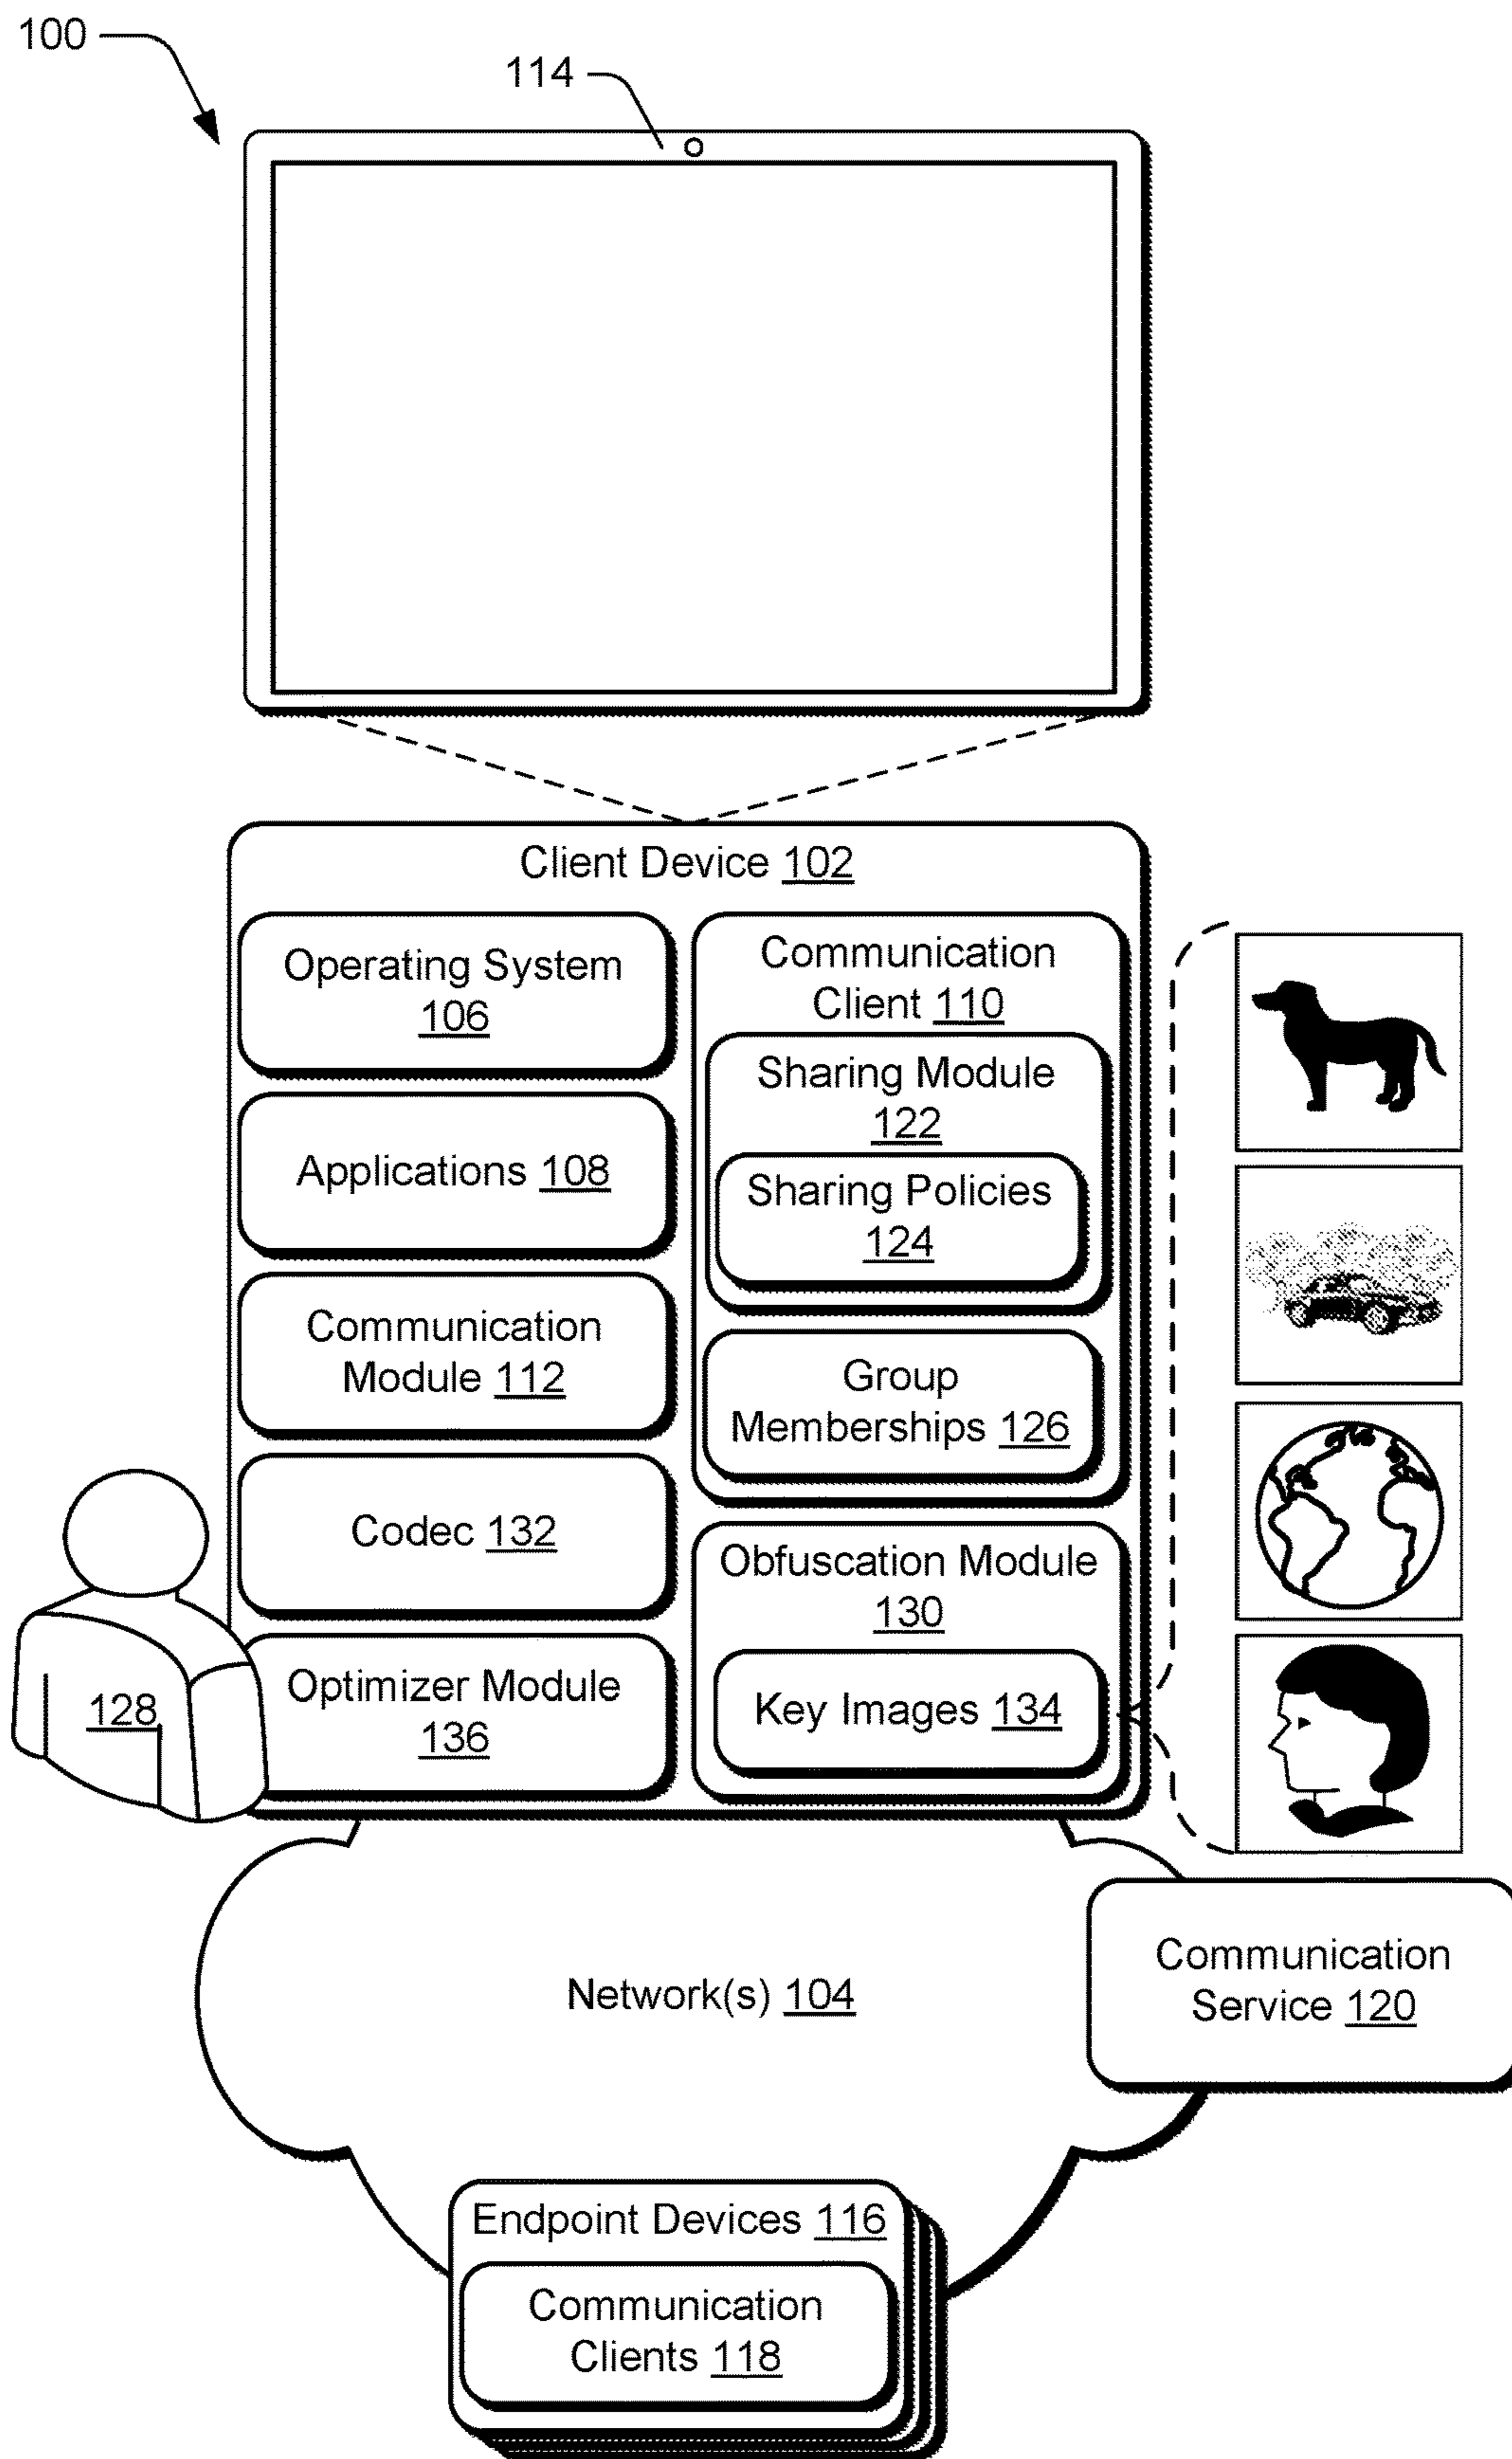 100
114
Client Device 102
Operating System
106
Applications 108
Communication
Module 112
Codec 132
Optimizer Module
136
Communication
Client 110
Sharing Module
122
Sharing Policies
124
Group
Memberships 126
Obfuscation Module
130
Key Images 134
128
Network(s) 104
Communication
Service 120
Endpoint Devices 116
Communication
Clients 118